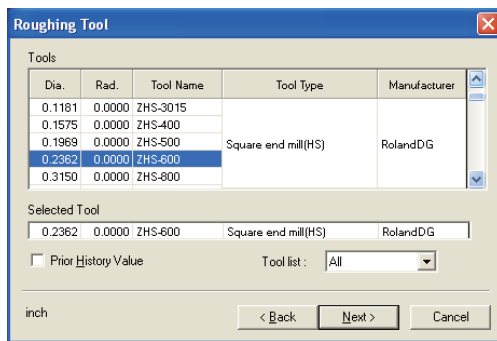 Roughing Tool
Tools
Dia. Rad. Tool Name Tool Type Manufacturer
0.1181 0.0000 ZHS-3015
0.1575 0.0000 ZHS-400
0.1969 0.0000 ZHS-500 Square end mill(HS) RolandDG
0.2362 0.0000 ZHS-600
0.3150 0.0000 ZHS-800
Selected Tool
0.2362 0.0000 ZHS-600 Square end mill(HS) RolandDG
Prior History Value Tool list : All
inch < Back Next > Cancel